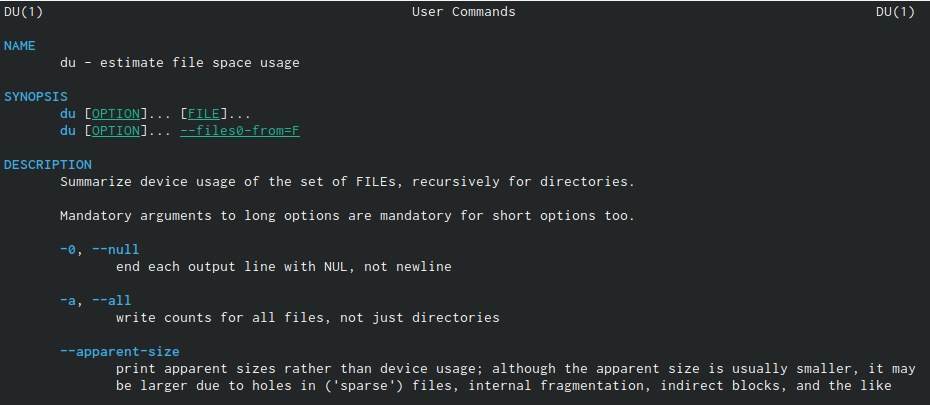 DU(1) User Commands DU(1)
NAME
du - estimate file space usage
SYNOPSIS
du [OPTION]... [FILE]...
du [OPTION]... --files0-from=F
DESCRIPTION
Summarize device usage of the set of FILEs, recursively for directories.
Mandatory arguments to long options are mandatory for short options too.
-0, --null
end each output line with NUL, not newline
-a, --all
write counts for all files, not just directories
--apparent-size
print apparent sizes rather than device usage; although the apparent size is usually smaller, it may
be larger due to holes in ('sparse') files, internal fragmentation, indirect blocks, and the like